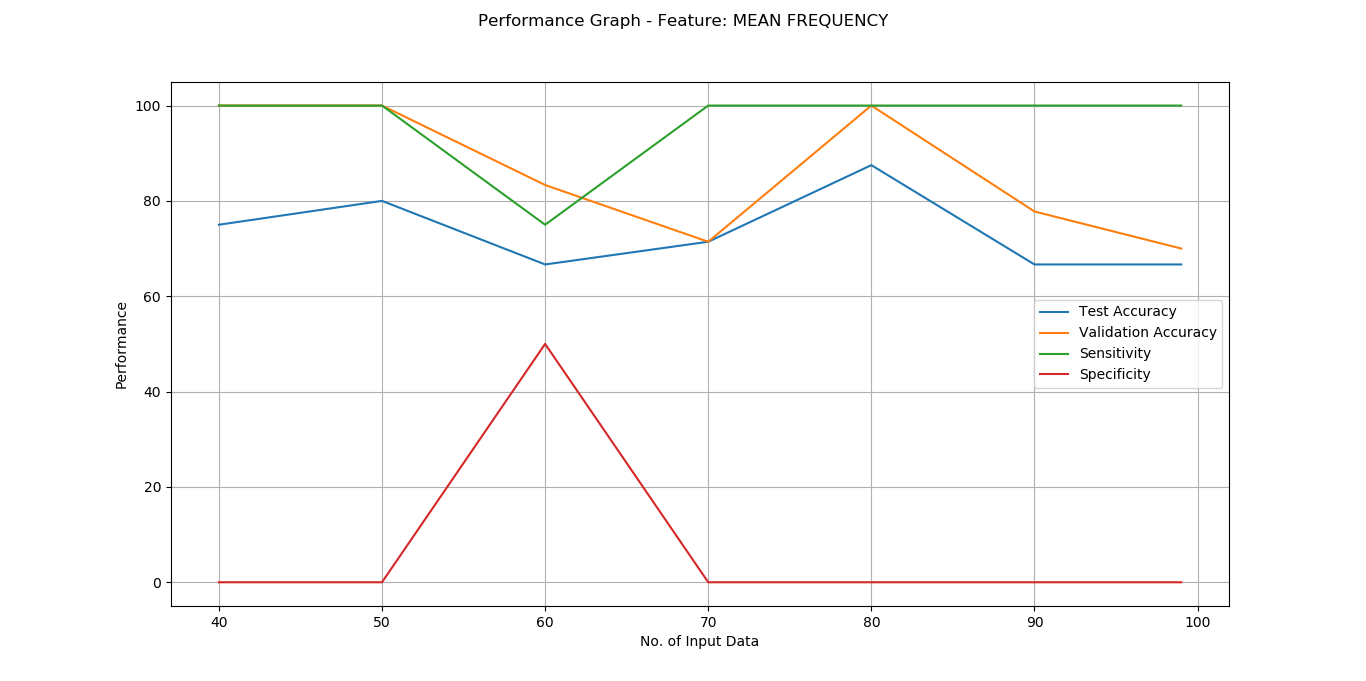 Performance Graph - Feature: MEAN FREQUENCY
100
80
60
40
20
0
Performance
Test Accuracy
Validation Accuracy
Sensitivity
Specificity
40 50 60 70 80 90 100
No. of Input Data